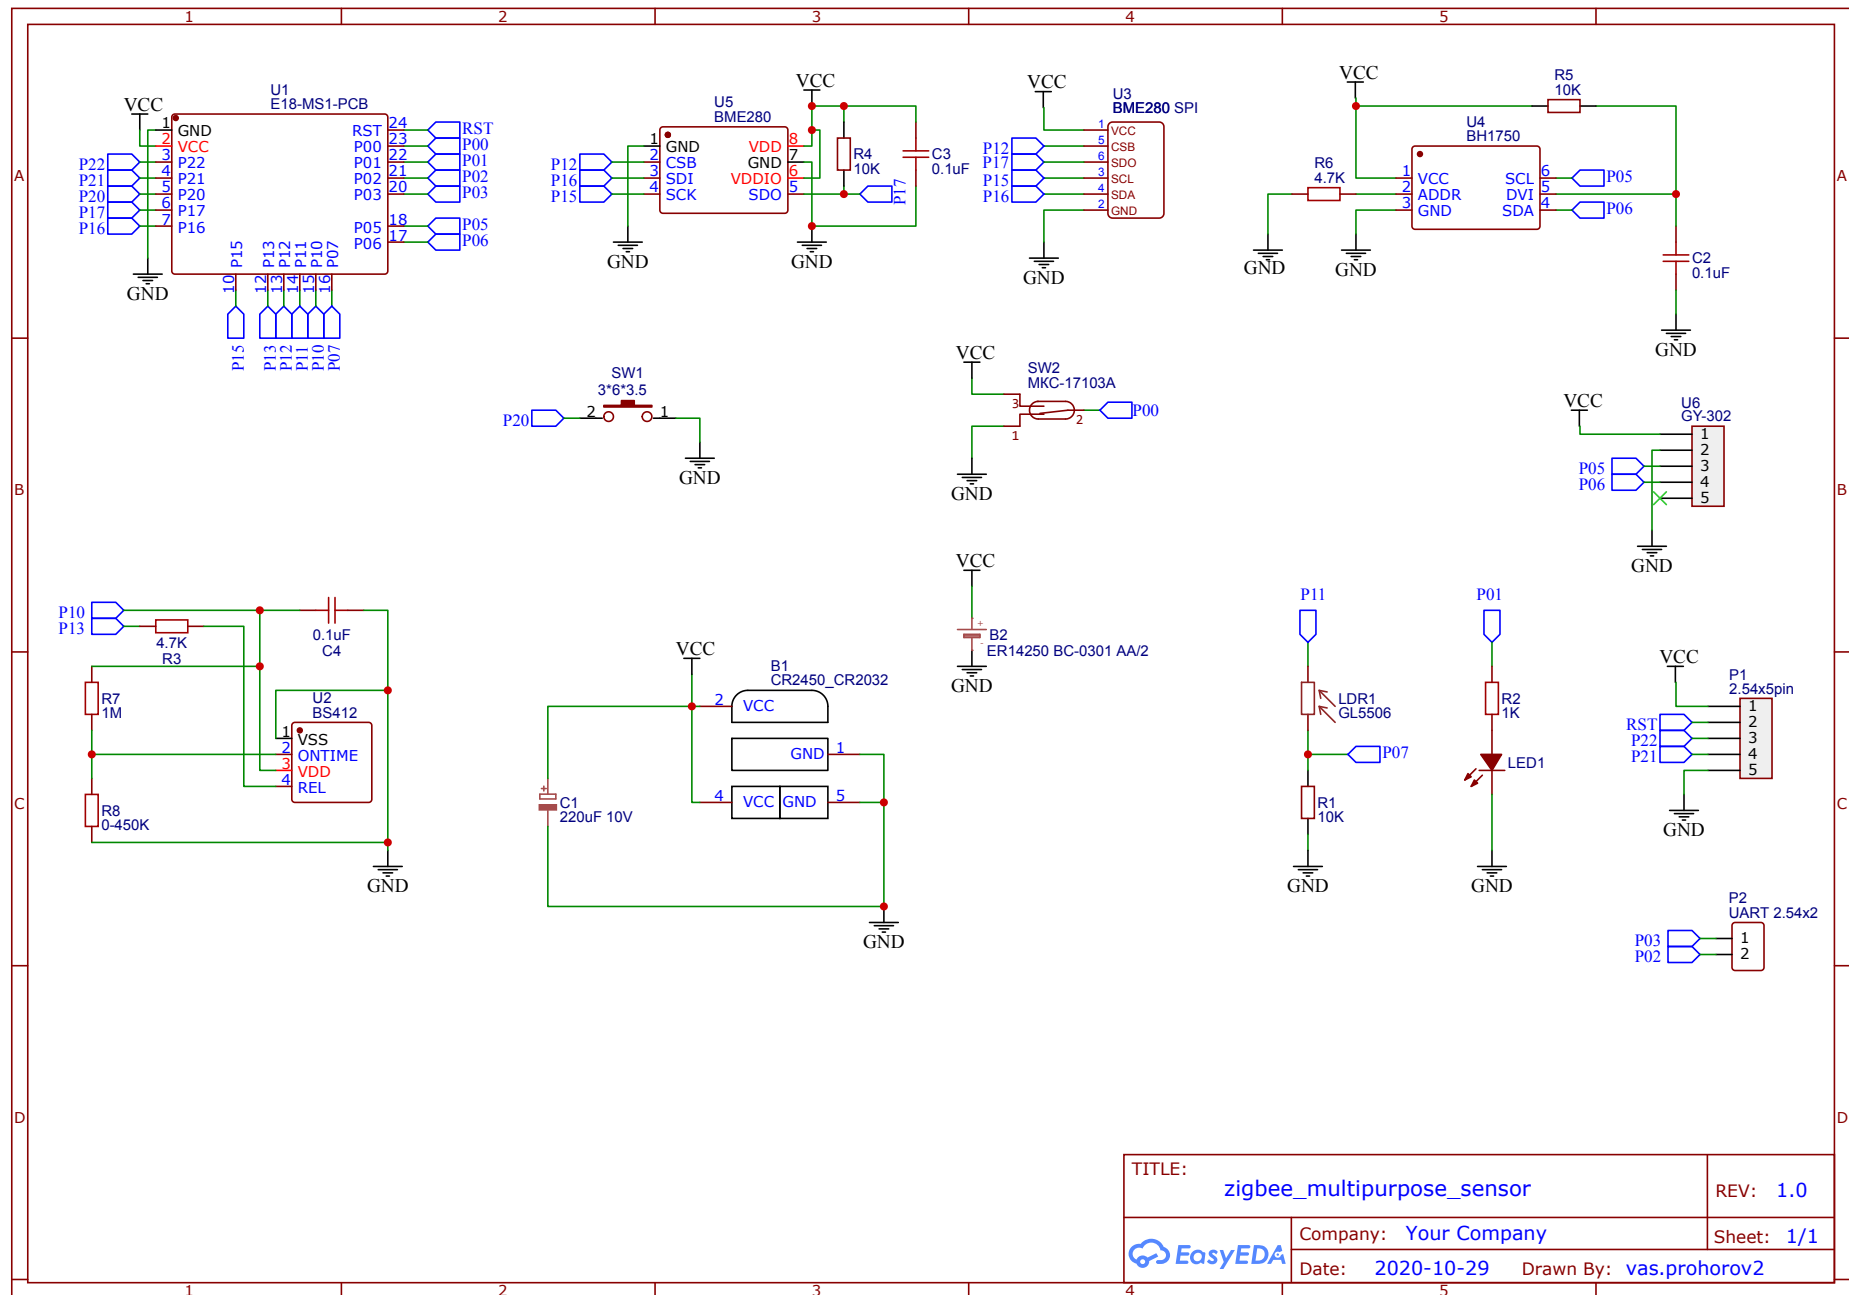 1 2 3 4 5
A
VCC
U1
E18-MS1-PCB
1 GND
2 VCC
P22 3 P22
P21 4 P21
P20 5 P20
P17 6 P17
P16 7 P16
RST 24 RST
P00 23 P00
P01 22 P01
P02 21 P02
P03 20 P03
P05 18 P05
P06 17 P06
P15 P13 P12 P11 P10 P07
10 12 13 14 15 16
P15 P13 P12 P11 P10 P07
GND
U5
BME280
1 GND
P12 2 CSB
P16 3 SDI
P15 4 SCK
VDD 8
GND 7
VDDIO 6
SDO 5
P17
VCC
R4
10K
C3
0.1uF
GND
GND
VCC
U3
BME280 SPI
1 VCC
P12 5 CSB
P17 6 SDO
P15 3 SCL
P16 4 SDA
2 GND
GND
VCC
R5
10K
U4
BH1750
R6
4.7K
1 VCC
2 ADDR
3 GND
SCL 6 P05
DVI 5
SDA 4 P06
GND
GND
C2
0.1uF
GND
A
B
SW1
3*6*3.5
P20 2 1
GND
VCC
SW2
MKC-17103A
3
2 P00
1
GND
VCC
U6
GY-302
1
2
P05 3
P06 4
5
GND
B
P10
P13
4.7K
R3
0.1uF
C4
R7
1M
U2
BS412
1 VSS
2 ONTIME
3 VDD
4 REL
R8
0-450K
GND
VCC
B2
+
ER14250 BC-0301 AA/2
GND
VCC
B1
CR2450_CR2032
2 VCC
GND 1
4 VCC GND 5
+
C1
220uF 10V
GND
P11
LDR1
GL5506
P07
R1
10K
GND
P01
R2
1K
LED1
GND
VCC
P1
2.54x5pin
1
RST 2
P22 3
P21 4
5
GND
P2
UART 2.54x2
P03 1
P02 2
C
C
D
D
TITLE:
zigbee_multipurpose_sensor
REV: 1.0
EasyEDA
Company: Your Company
Sheet: 1/1
Date: 2020-10-29 Drawn By: vas.prohorov2
1 2 3 4 5